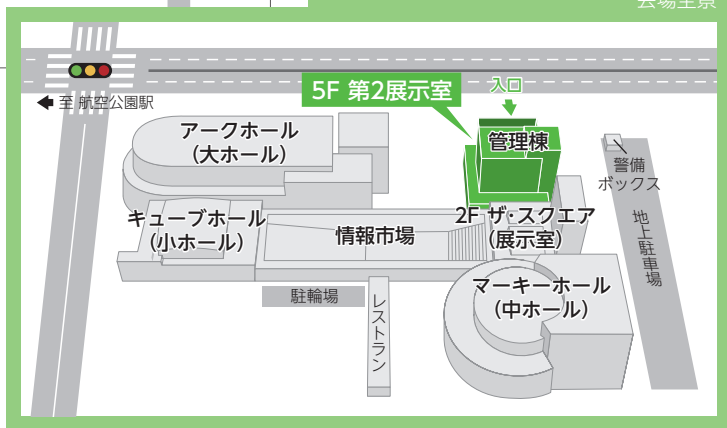 会場全景
至 航空公園駅
5F 第2展示室
入口
アークホール
(大ホール)
管理棟
警備
ボックス
キューブホール
(小ホール)
情報市場
2F ザ・スクエア
(展示室)
地上駐車場
マーキーホール
(中ホール)
駐輪場
レストラン